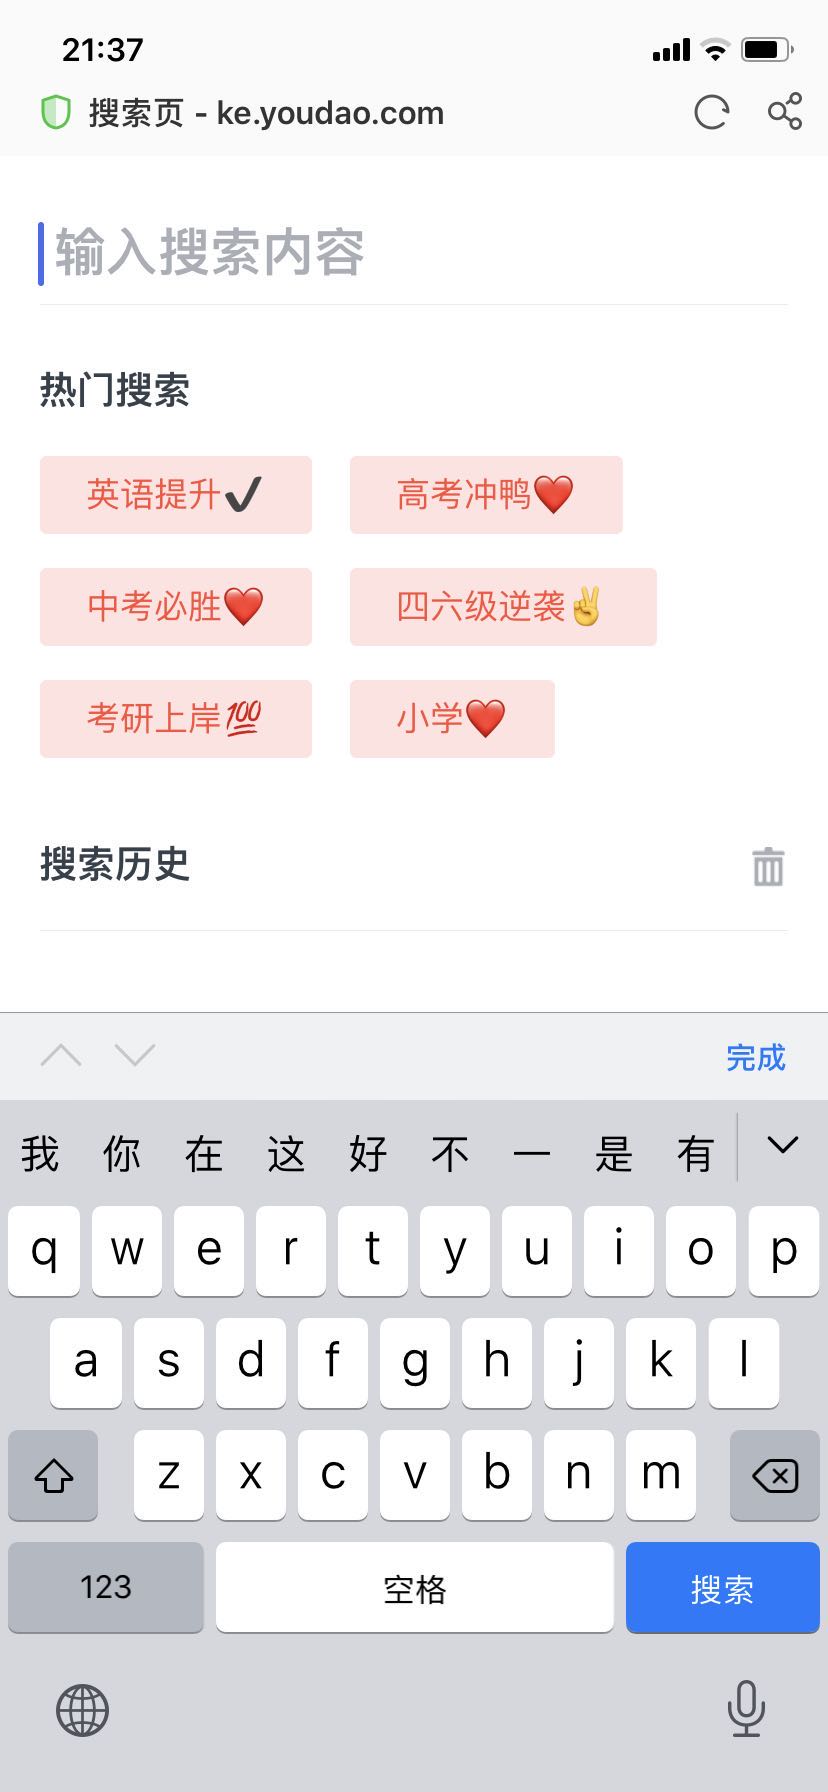 21:37
搜索页 - ke.youdao.com
输入搜索内容
热门搜索
英语提升✔️ 高考冲鸭❤️
中考必胜❤️ 四六级逆袭✌️
考研上岸💯 小学❤️
搜索历史
完成
我 你 在 这 好 不 一 是 有
q w e r t y u i o p
a s d f g h j k l
z x c v b n m
123 空格 搜索